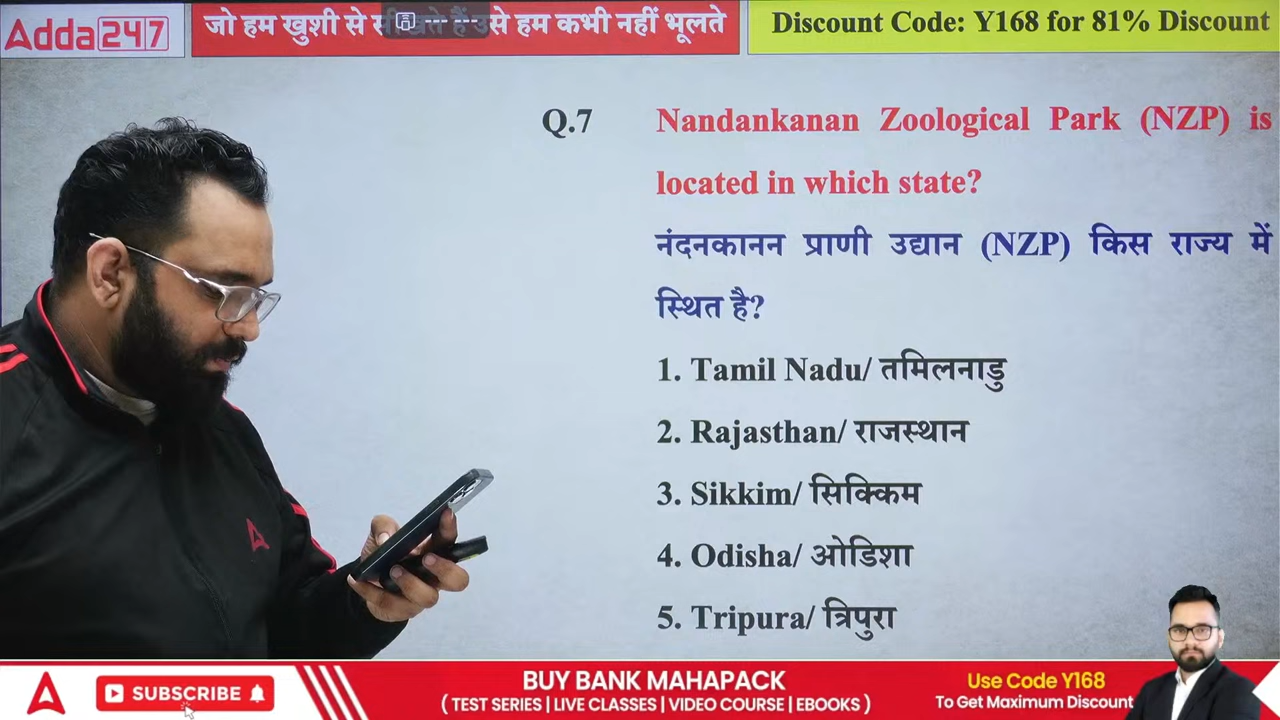 Adda247
जो हम खुशी से से हम कभी नहीं भूलते
Discount Code: Y168 for 81% Discount
Q.7
Nandankanan Zoological Park (NZP) is
located in which state?
नंदनकानन प्राणी उद्यान (NZP) किस राज्य में
स्थित है?
1. Tamil Nadu/ तमिलनाडु
2. Rajasthan/ राजस्थान
3. Sikkim/ सिक्किम
4. Odisha/ ओडिशा
5. Tripura/ त्रिपुरा
SUBSCRIBE
BUY BANK MAHAPACK
( TEST SERIES | LIVE CLASSES | VIDEO COURSE | EBOOKS )
Use Code Y168
To Get Maximum Discount